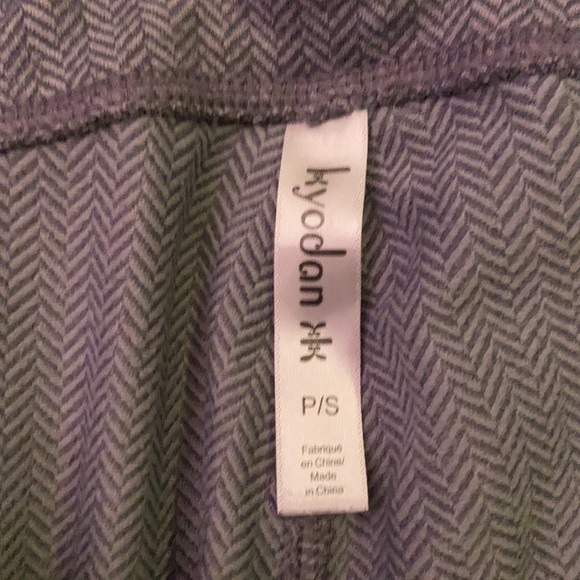 kyodan
P/S
Fabriqué
en Chine/
Made
in China